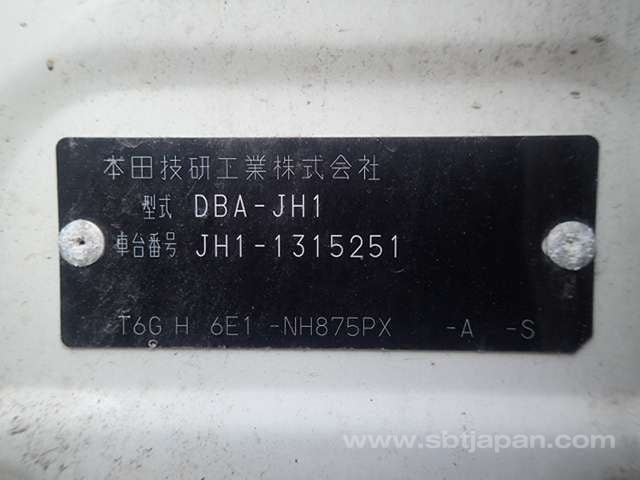 本田技研工業株式会社
型式 DBA-JH1
車台番号 JH1-1315251
T6G H 6E1 -NH875PX -A -S
www.sbtjapan.com